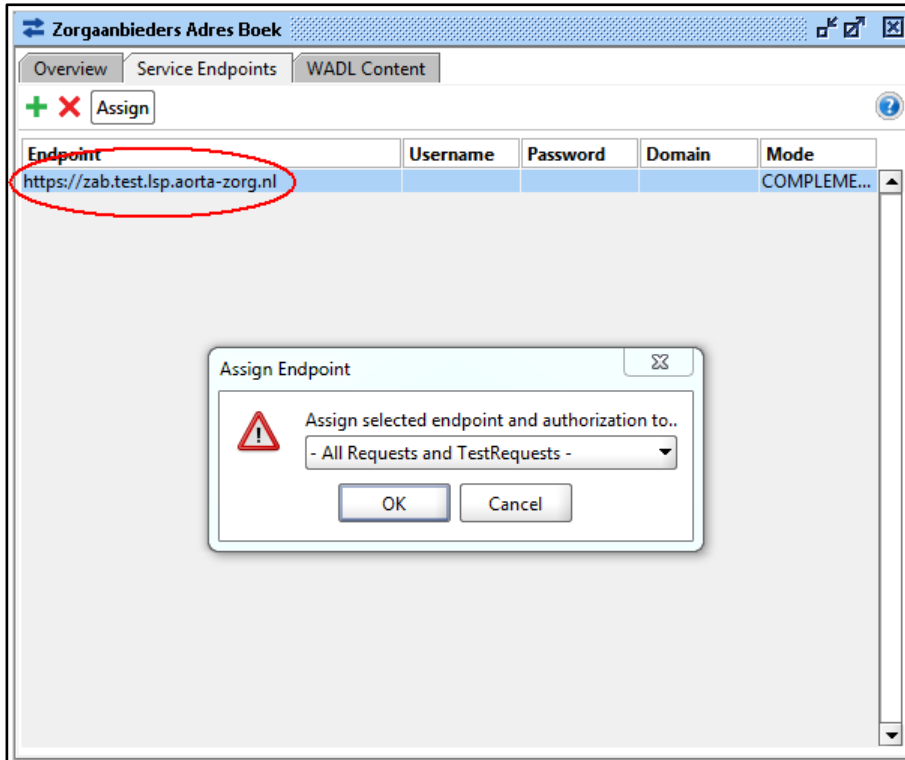 Zorgaanbieders Adres Boek
Overview Service Endpoints WADL Content
Assign
Endpoint Username Password Domain Mode
https://zab.test.lsp.aorta-zorg.nl COMPLEME...
Assign Endpoint
Assign selected endpoint and authorization to..
- All Requests and TestRequests -
OK Cancel